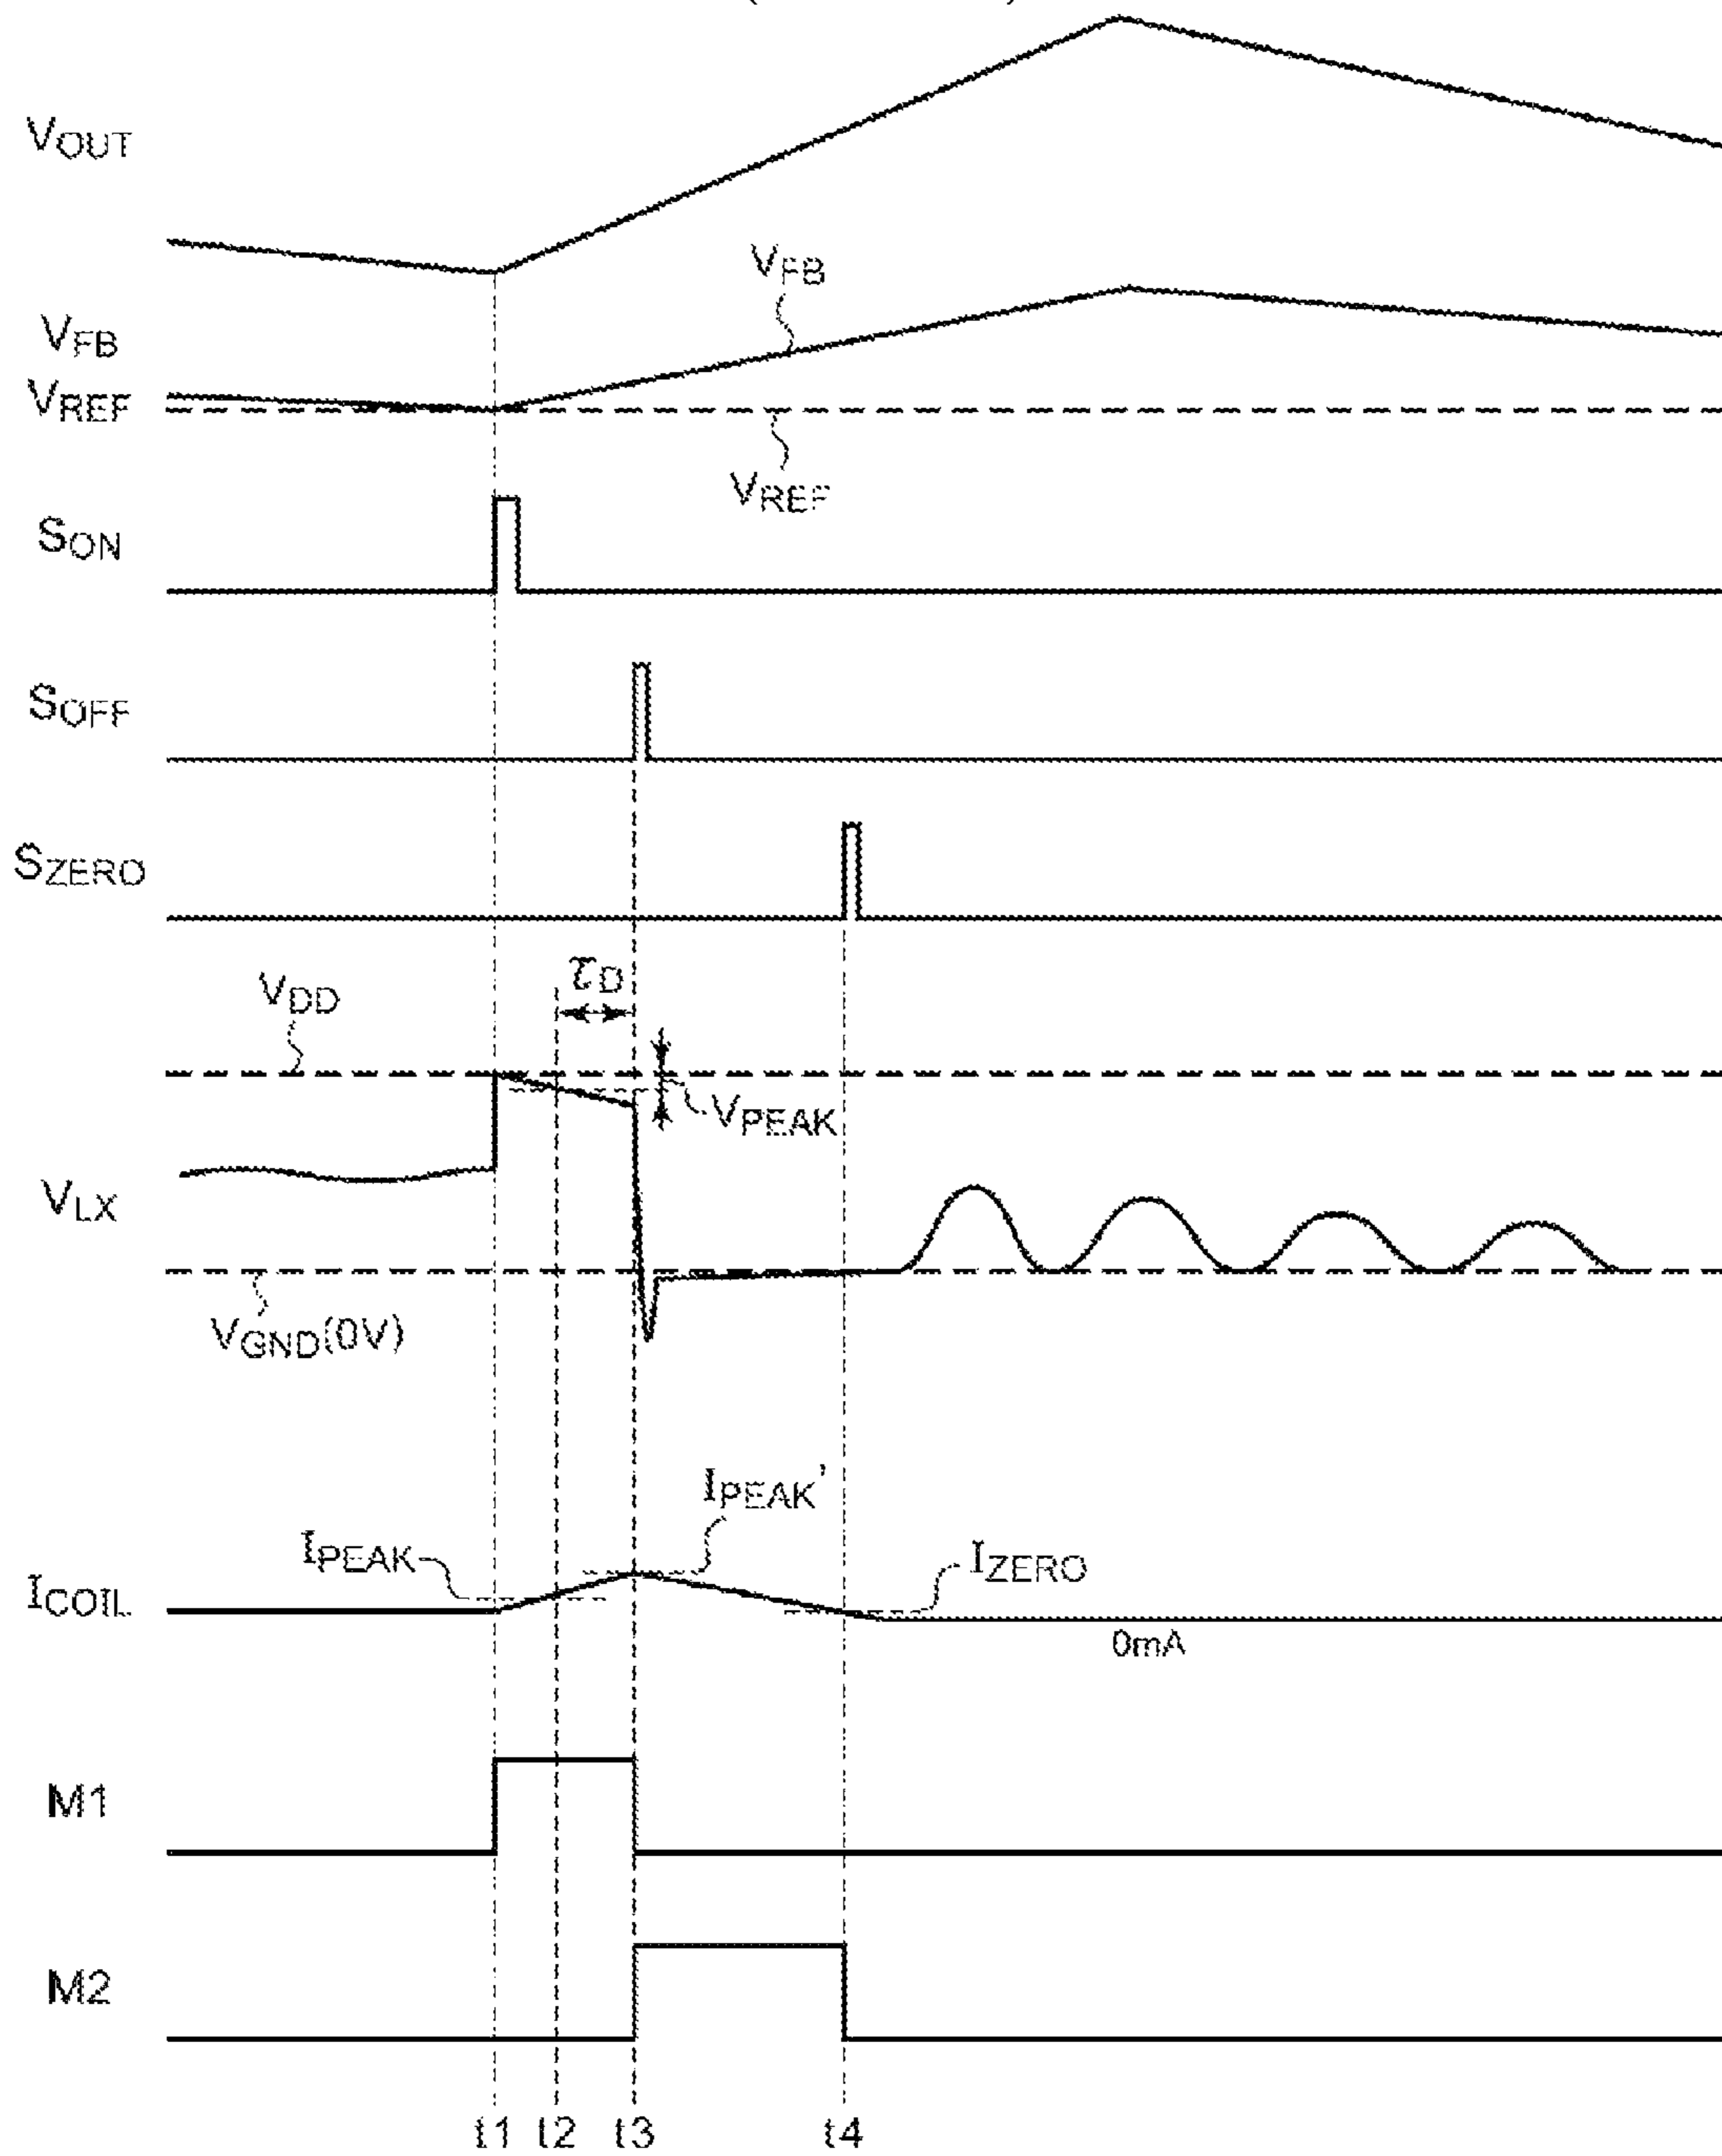 VOUT
VFB
VFB
VREF
VREF
SON
SOFF
SZERO
τD
VDD
VPEAK
VLX
VGND(0V)
IPEAK'
IPEAK
IZERO
ICOIL
0mA
M1
M2
t1 t2 t3 t4